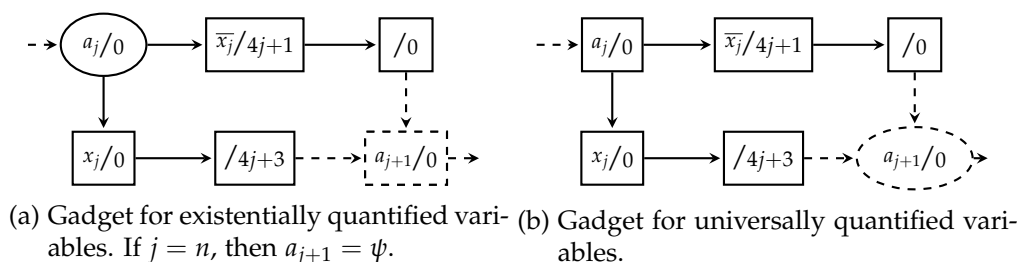 a_j/0 x̅_j/4j+1 /0
x_j/0 /4j+3 a_{j+1}/0
(a) Gadget for existentially quantified vari-
ables. If j = n, then a_{j+1} = ψ.
a_j/0 x̅_j/4j+1 /0
x_j/0 /4j+3 a_{j+1}/0
(b) Gadget for universally quantified vari-
ables.